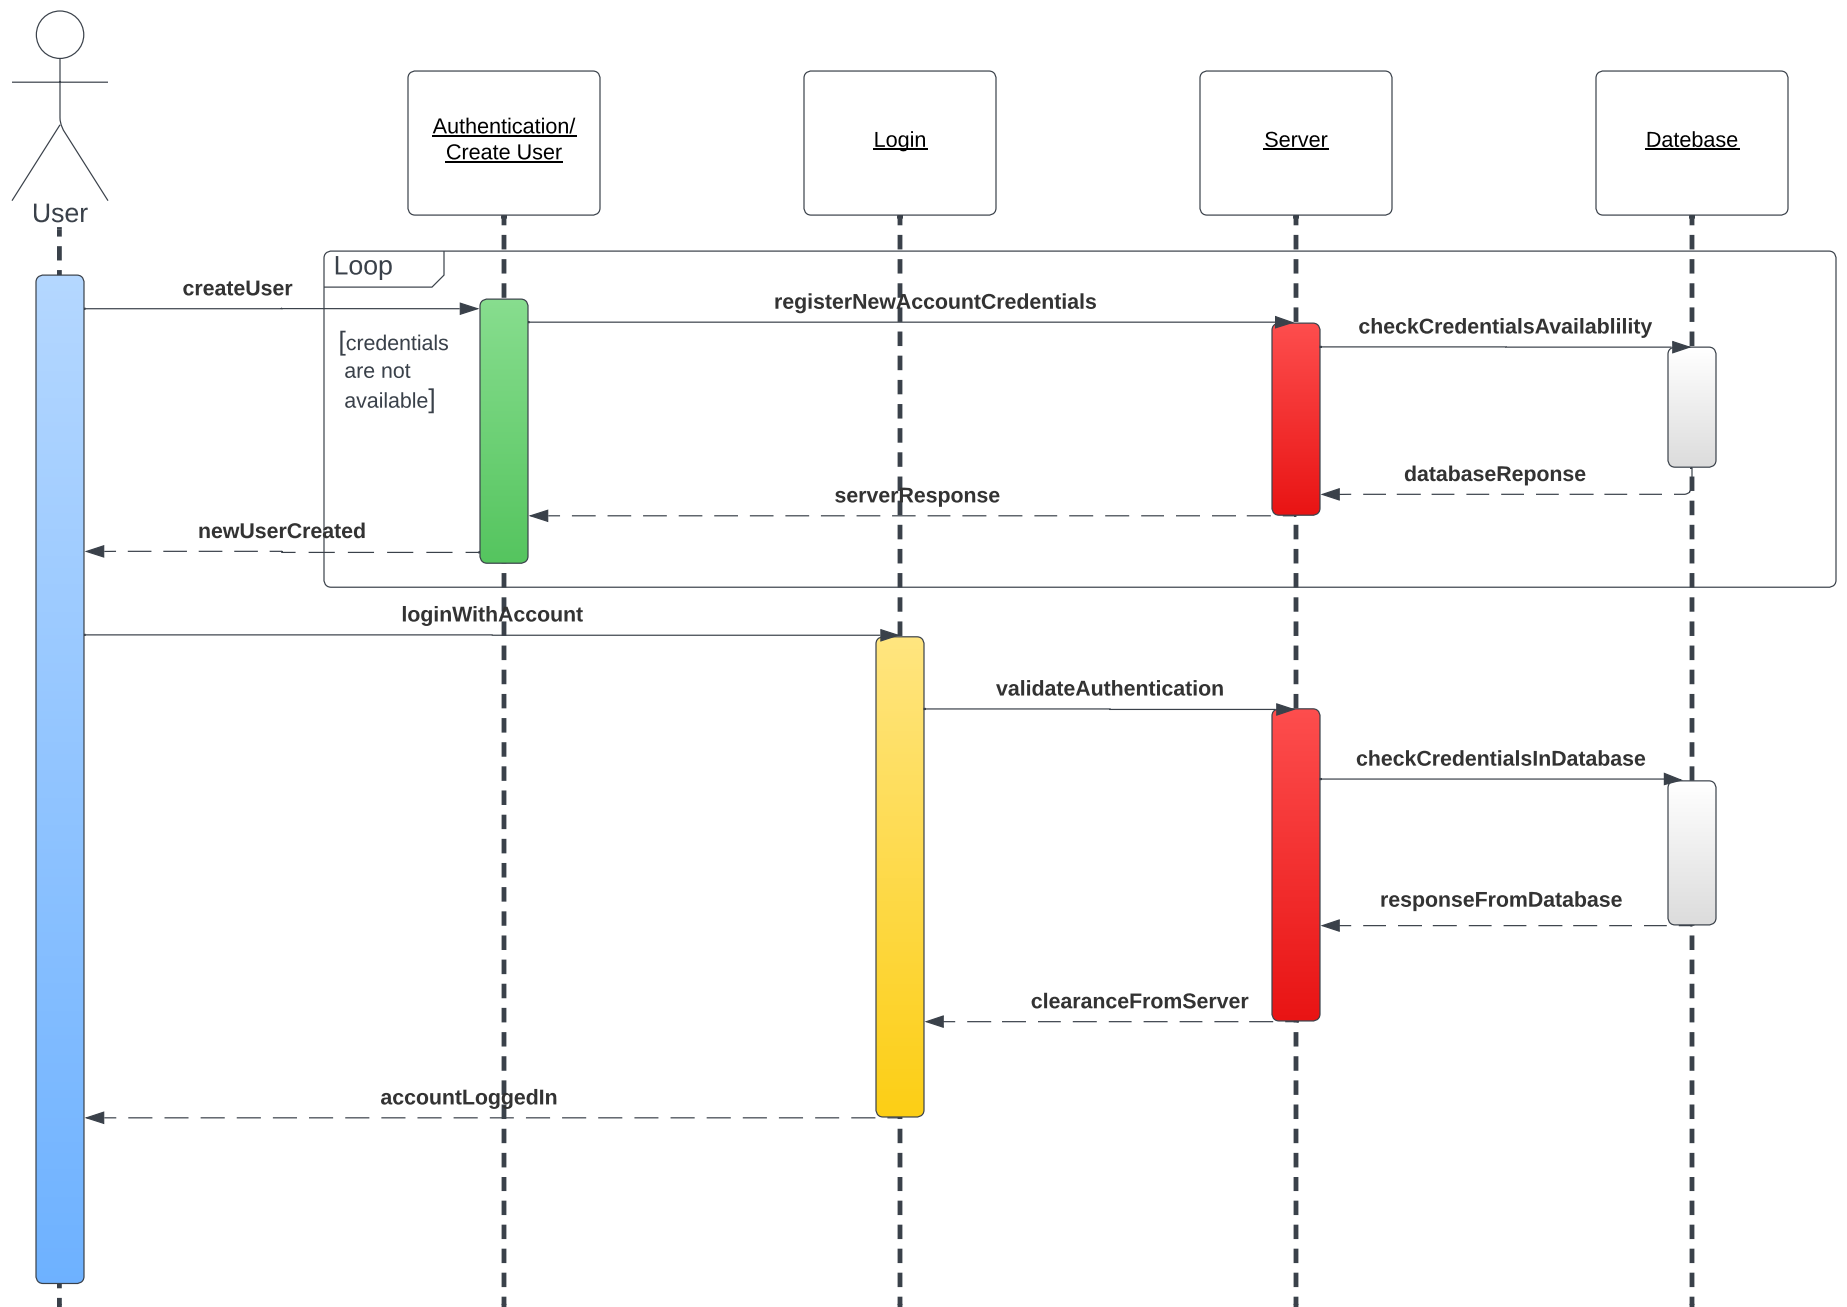 User
Authentication/
Create User
Login
Server
Datebase
Loop
createUser
registerNewAccountCredentials
checkCredentialsAvailablility
[credentials
are not
available]
databaseReponse
serverResponse
newUserCreated
loginWithAccount
validateAuthentication
checkCredentialsInDatabase
responseFromDatabase
clearanceFromServer
accountLoggedIn